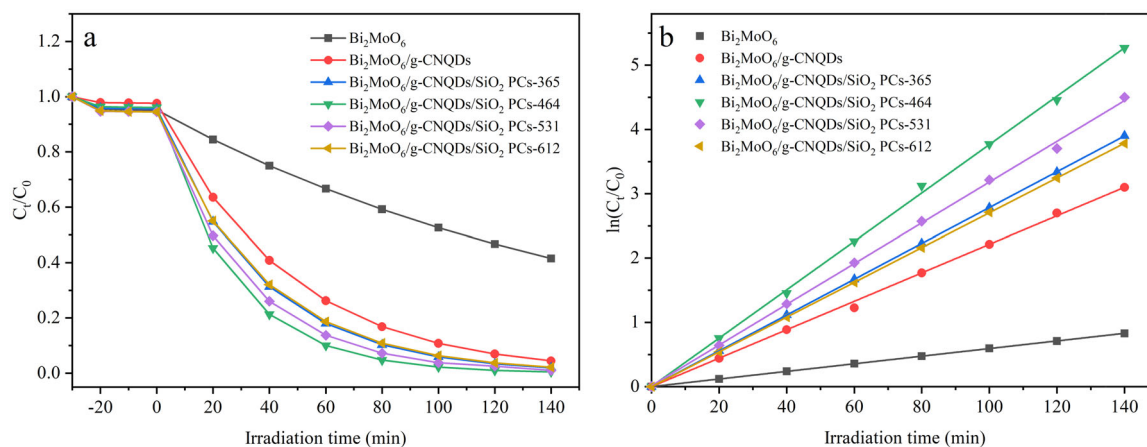 a
Bi₂MoO₆
Bi₂MoO₆/g-CNQDs
Bi₂MoO₆/g-CNQDs/SiO₂ PCs-365
Bi₂MoO₆/g-CNQDs/SiO₂ PCs-464
Bi₂MoO₆/g-CNQDs/SiO₂ PCs-531
Bi₂MoO₆/g-CNQDs/SiO₂ PCs-612
1.2
1.0
0.8
0.6
0.4
0.2
0.0
Cₜ/C₀
-20 0 20 40 60 80 100 120 140
Irradiation time (min)
b
Bi₂MoO₆
Bi₂MoO₆/g-CNQDs
Bi₂MoO₆/g-CNQDs/SiO₂ PCs-365
Bi₂MoO₆/g-CNQDs/SiO₂ PCs-464
Bi₂MoO₆/g-CNQDs/SiO₂ PCs-531
Bi₂MoO₆/g-CNQDs/SiO₂ PCs-612
5
4
3
2
1
0
ln(Cₜ/C₀)
0 20 40 60 80 100 120 140
Irradiation time (min)